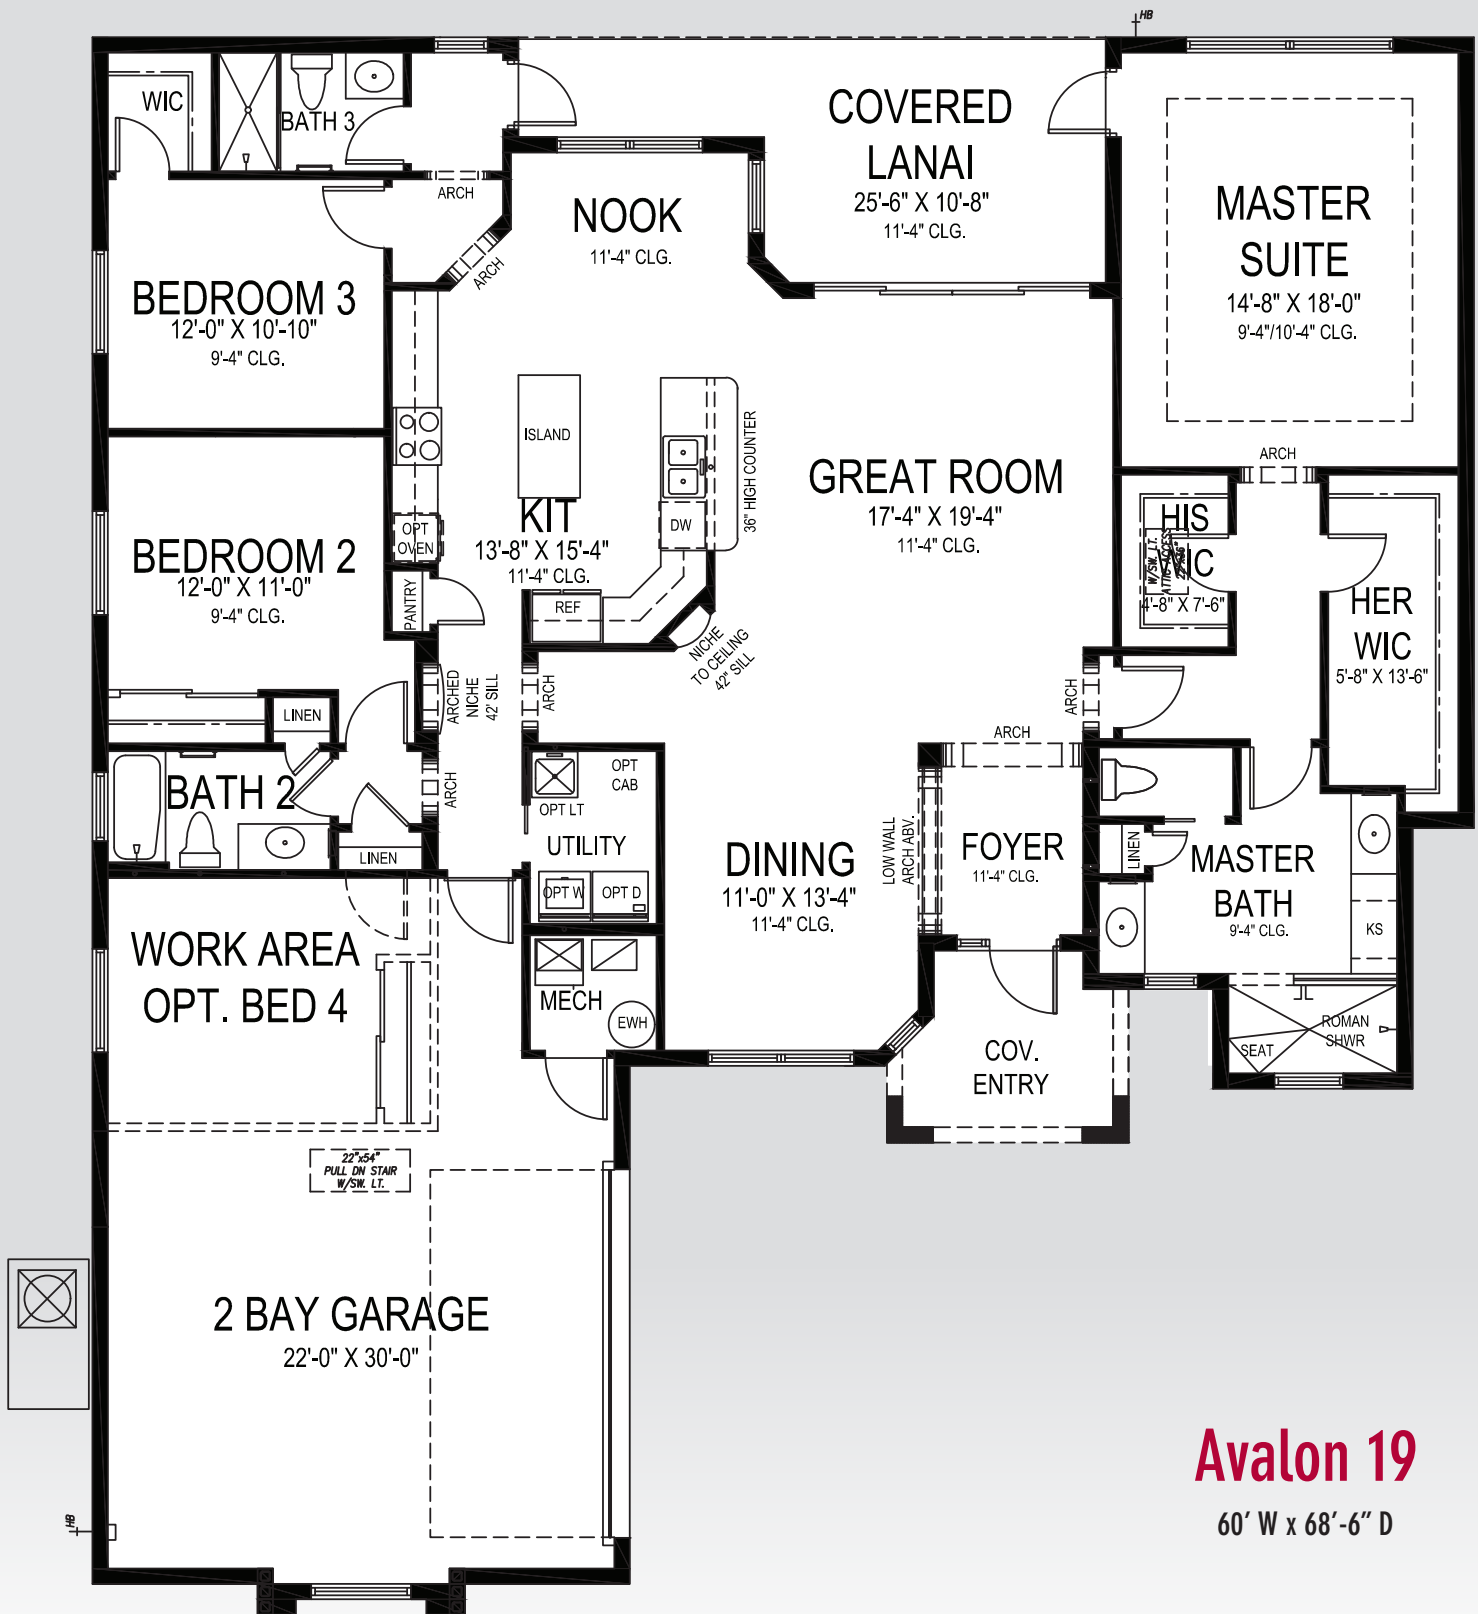 HB
WIC
BATH 3
ARCH
ARCH
NOOK
11'-4" CLG.
COVERED
LANAI
25'-6" X 10'-8"
11'-4" CLG.
MASTER
SUITE
14'-8" X 18'-0"
9'-4"/10'-4" CLG.
BEDROOM 3
12'-0" X 10'-10"
9'-4" CLG.
ISLAND
36" HIGH COUNTER
GREAT ROOM
17'-4" X 19'-4"
11'-4" CLG.
ARCH
KIT
13'-8" X 15'-4"
11'-4" CLG.
DW
OPT
OVEN
REF
PANTRY
BEDROOM 2
12'-0" X 11'-0"
9'-4" CLG.
HIS
WIC
4'-8" X 7'-6"
W/SW. LT.
ATTIC ACCESS
HER
WIC
5'-8" X 13'-6"
NICHE
TO CEILING
42" SILL
ARCHED
NICHE
42' SILL
ARCH
ARCH
ARCH
LINEN
BATH 2
ARCH
LINEN
OPT
CAB
OPT LT
UTILITY
OPT W
OPT D
DINING
11'-0" X 13'-4"
11'-4" CLG.
LOW WALL
ARCH ABV.
FOYER
11'-4" CLG.
LINEN
MASTER
BATH
9'-4" CLG.
KS
WORK AREA
OPT. BED 4
MECH
EWH
COV.
ENTRY
ROMAN
SHWR
SEAT
22"x54"
PULL DN STAIR
W/SW. LT.
2 BAY GARAGE
22'-0" X 30'-0"
HB
Avalon 19
60' W x 68'-6" D